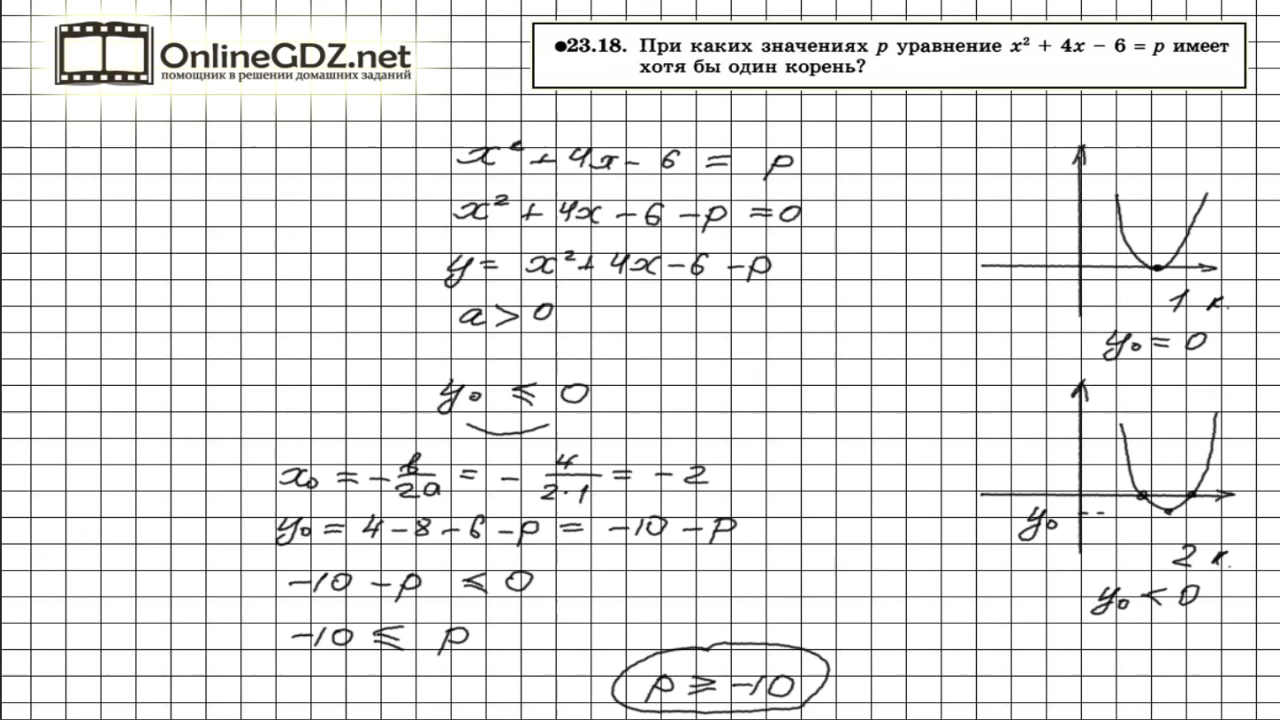 OnlineGDZ.net
помощник в решении домашних заданий
•23.18. При каких значениях p уравнение x² + 4x − 6 = p имеет
хотя бы один корень?
x² + 4x − 6 = p
x² + 4x − 6 − p = 0
y = x² + 4x − 6 − p
a > 0
y₀ ⩽ 0
x₀ = −b/2a = −4/2·1 = −2
y₀ = 4 − 8 − 6 − p = −10 − p
−10 − p ⩽ 0
−10 ⩽ p
p ⩾ −10
1 к.
y₀ = 0
y₀
2 к.
y₀ < 0